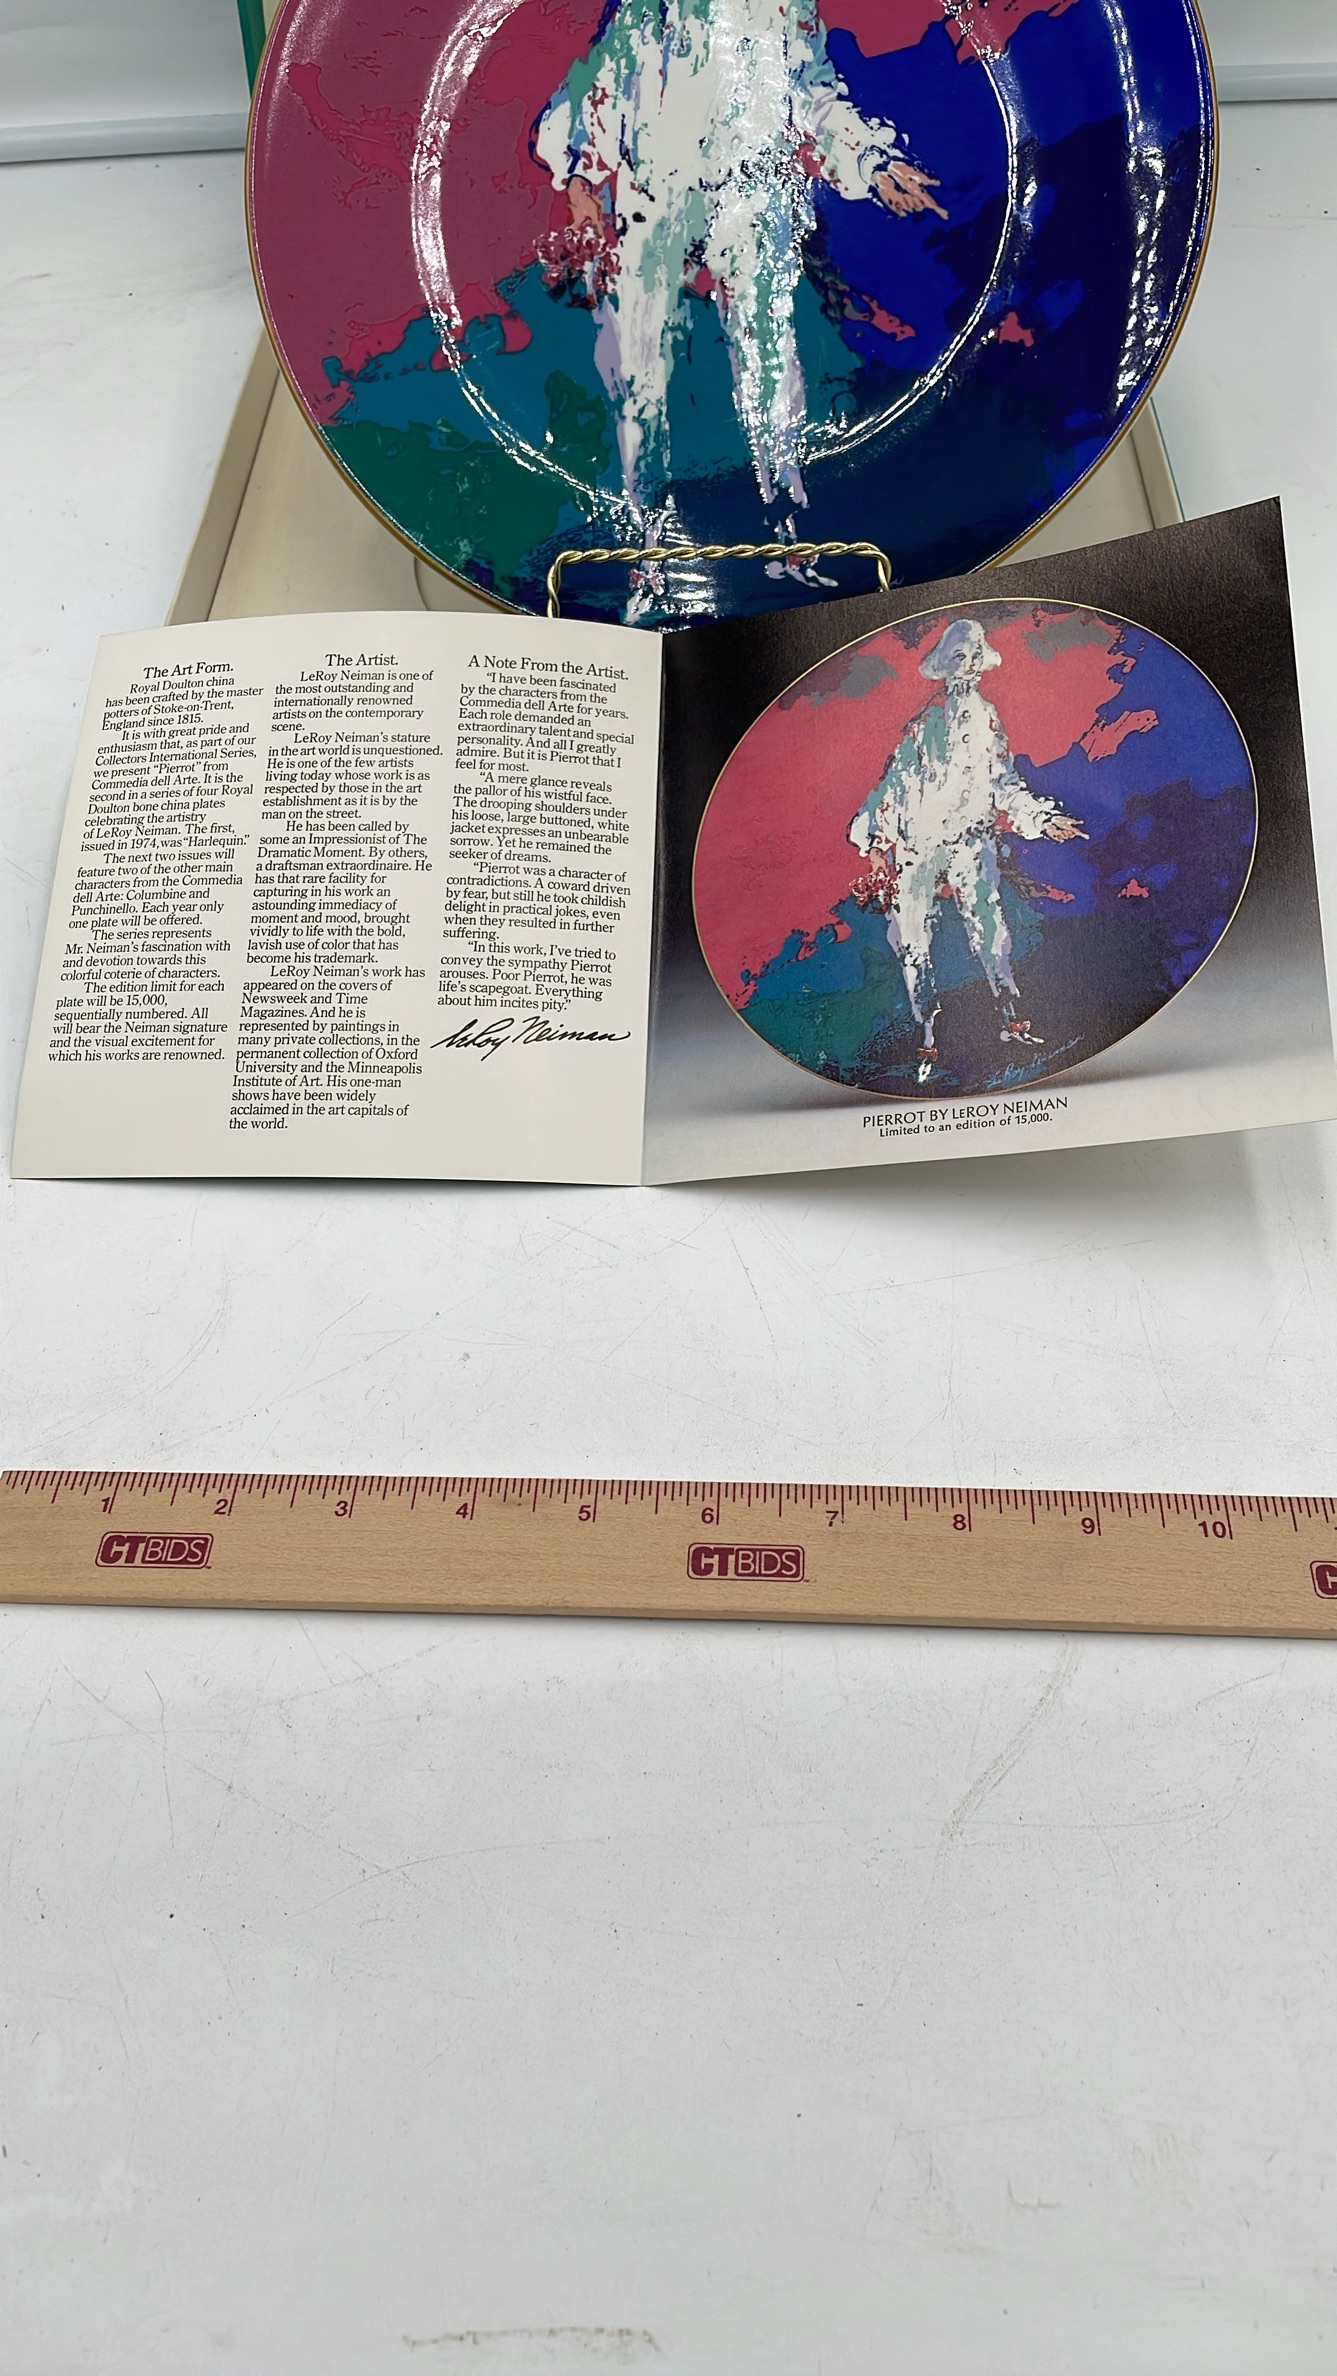 The Art Form.
Royal Doulton china
has been crafted by the master
potters of Stoke-on-Trent,
England since 1815.
It is with great pride and
enthusiasm that, as part of our
Collectors International Series,
we present "Pierrot" from
Commedia dell Arte. It is the
second in a series of four Royal
Doulton bone china plates
celebrating the artistry
of LeRoy Neiman. The first,
issued in 1974, was "Harlequin."
The next two issues will
feature two of the other main
characters from the Commedia
dell Arte: Columbine and
Punchinello. Each year only
one plate will be offered.
The series represents
Mr. Neiman's fascination with
and devotion towards this
colorful coterie of characters.
The edition limit for each
plate will be 15,000,
sequentially numbered. All
will bear the Neiman signature
and the visual excitement for
which his works are renowned.
The Artist.
LeRoy Neiman is one of
the most outstanding and
internationally renowned
artists on the contemporary
scene.
LeRoy Neiman's stature
in the art world is unquestioned.
He is one of the few artists
living today whose work is as
respected by those in the art
establishment as it is by the
man on the street.
He has been called by
some an Impressionist of The
Dramatic Moment. By others,
a draftsman extraordinaire. He
has that rare facility for
capturing in his work an
astounding immediacy of
moment and mood, brought
vividly to life with the bold,
lavish use of color that has
become his trademark.
LeRoy Neiman's work has
appeared on the covers of
Newsweek and Time
Magazines. And he is
represented by paintings in
many private collections, in the
permanent collection of Oxford
University and the Minneapolis
Institute of Art. His one-man
shows have been widely
acclaimed in the art capitals of
the world.
A Note From the Artist.
"I have been fascinated
by the characters from the
Commedia dell Arte for years.
Each role demanded an
extraordinary talent and special
personality. And all I greatly
admire. But it is Pierrot that I
feel for most.
"A mere glance reveals
the pallor of his wistful face.
The drooping shoulders under
his loose, large buttoned, white
jacket expresses an unbearable
sorrow. Yet he remained the
seeker of dreams.
"Pierrot was a character of
contradictions. A coward driven
by fear, but still he took childish
delight in practical jokes, even
when they resulted in further
suffering.
"In this work, I've tried to
convey the sympathy Pierrot
arouses. Poor Pierrot, he was
life's scapegoat. Everything
about him incites pity."
LeRoy Neiman
LeRoy Neiman
PIERROT BY LeROY NEIMAN
Limited to an edition of 15,000.
1 2 3 4 5 6 7 8 9 10
CTBIDS CTBIDS C